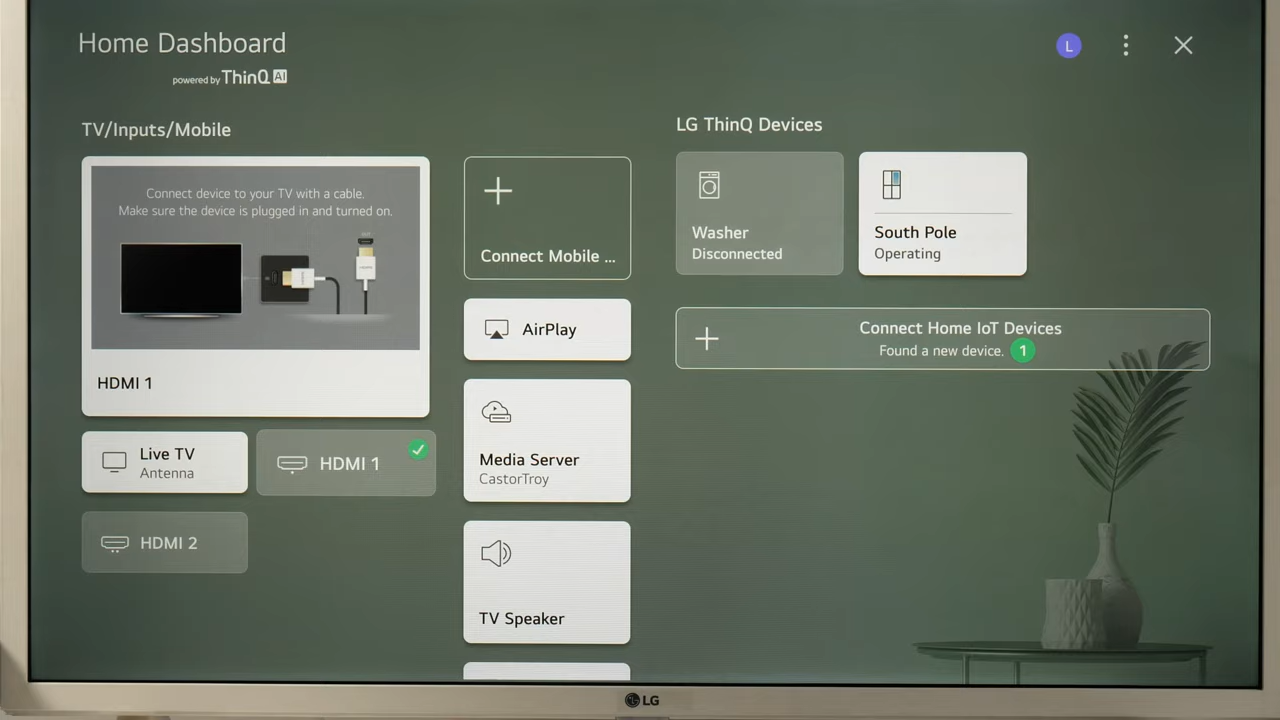 Home Dashboard
powered by ThinQ AI
L
TV/Inputs/Mobile
Connect device to your TV with a cable.
Make sure the device is plugged in and turned on.
HDMI 1
Live TV
Antenna
HDMI 1
HDMI 2
Connect Mobile ...
AirPlay
Media Server
CastorTroy
TV Speaker
LG ThinQ Devices
Washer
Disconnected
South Pole
Operating
Connect Home IoT Devices
Found a new device. 1
LG